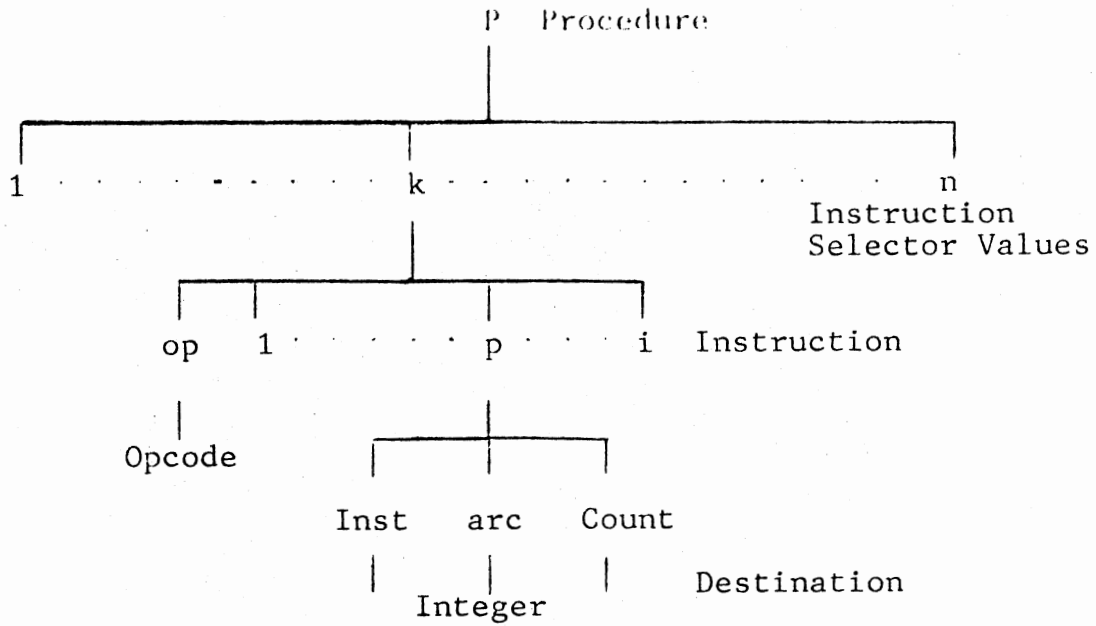 P Procedure
1 . . . . - . . . . k . . . . . . . . . . . . . n
Instruction
Selector Values
op 1 . . . . . p . . . i Instruction
Opcode
Inst arc Count
Destination
Integer